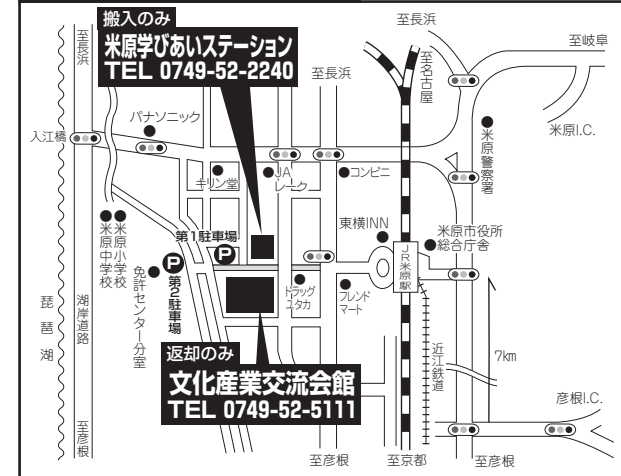 搬入のみ
米原学びあいステーション
TEL 0749-52-2240
至長浜
至長浜
至長浜
至名古屋
至岐阜
米原I.C.
入江橋
パナソニック
キリン堂
JA
レーク
コンビニ
米原警察署
米原中学校
米原小学校
免許センター分室
第1駐車場
P
P
第2駐車場
東横INN
JR米原駅
米原市役所
総合庁舎
ドラッグ
ユタカ
フレンド
マート
琵琶湖
湖岸道路
返却のみ
文化産業交流会館
TEL 0749-52-5111
近江鉄道
7km
彦根I.C.
至彦根
至彦根
至京都
至彦根